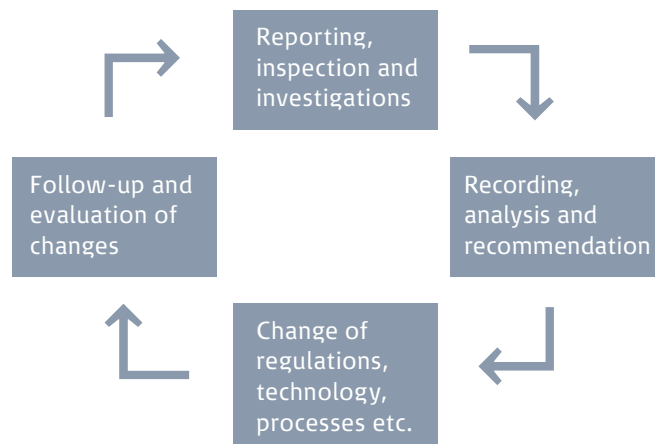 Reporting,
inspection and
investigations
Follow-up and
evaluation of
changes
Recording,
analysis and
recommendation
Change of
regulations,
technology,
processes etc.